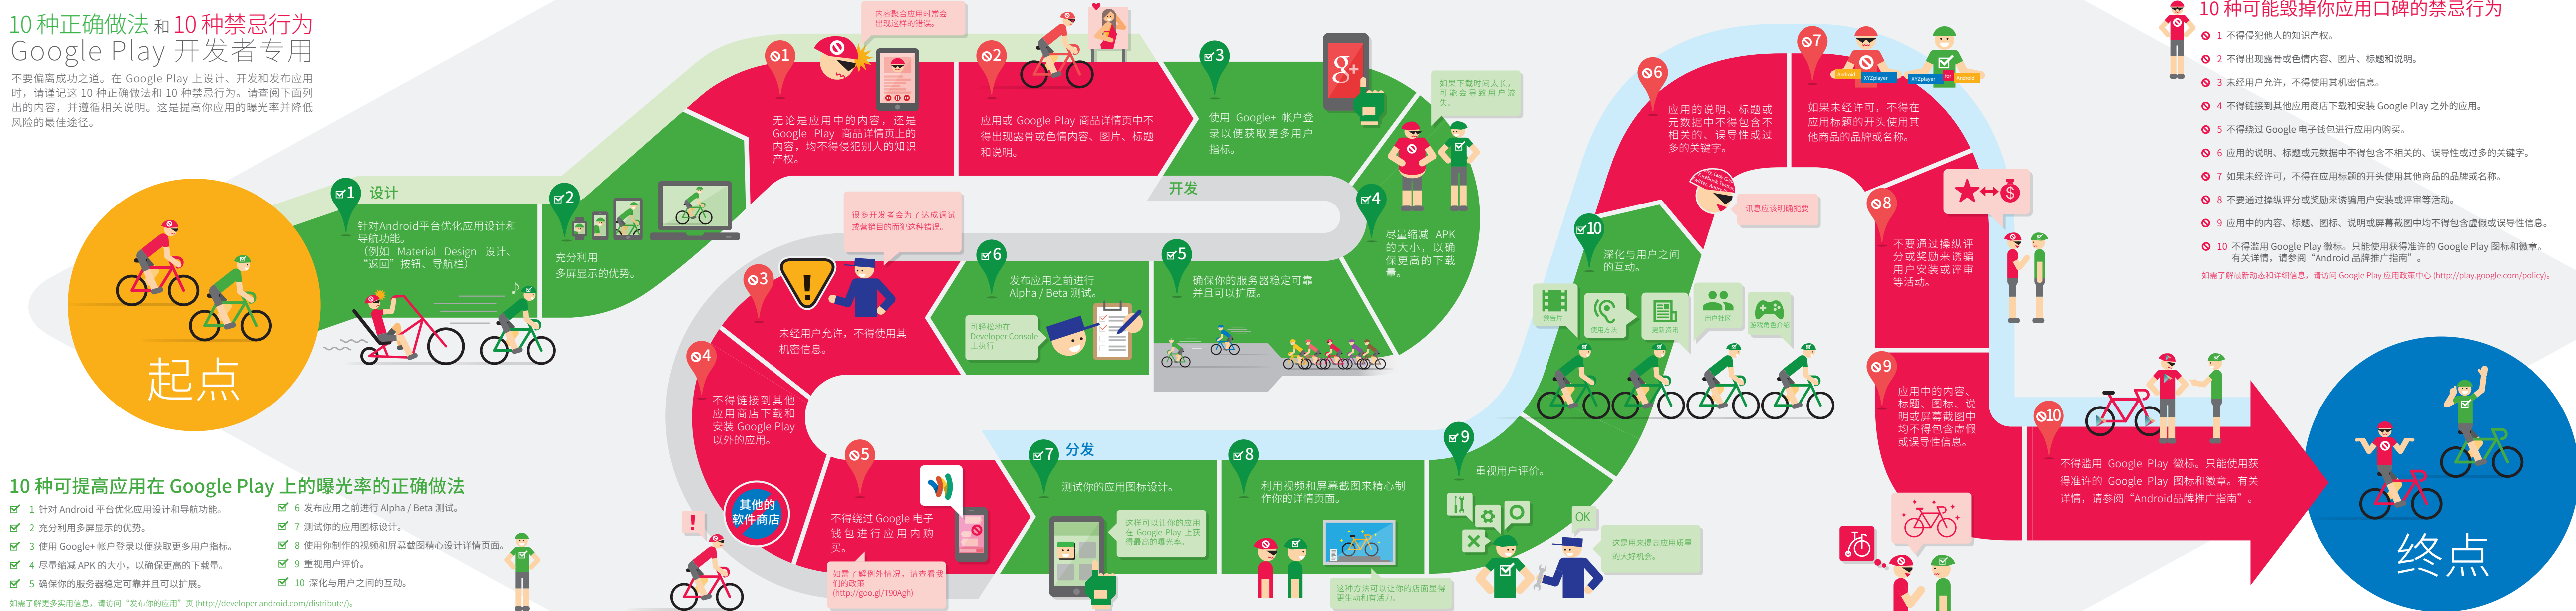 10 种正确做法 和 10 种禁忌行为
Google Play 开发者专用
不要偏离成功之道。在 Google Play 上设计、开发和发布应用
时，请谨记这 10 种正确做法和 10 种禁忌行为。请查阅下面列
出的内容，并遵循相关说明。这是提高你应用的曝光率并降低
风险的最佳途径。
起点
1 设计
针对Android平台优化应用设计和
导航功能。
（例如 Material Design 设计、
“返回”按钮、导航栏）
2
充分利用
多屏显示的优势。
1
内容聚合应用时常会
出现这样的错误。
无论是应用中的内容，还是
Google Play 商品详情页上的
内容，均不得侵犯别人的知识
产权。
2
应用或 Google Play 商品详情页中不
得出现露骨或色情内容、图片、标题
和说明。
3
g+
使用 Google+ 帐户登
录以便获取更多用户
指标。
开发
如果下载时间太长，
可能会导致用户流
失。
4
尽量缩减 APK
的大小，以确
保更高的下载
量。
5
确保你的服务器稳定可靠
并且可以扩展。
6
发布应用之前进行
Alpha / Beta 测试。
可轻松地在
Developer Console
上执行
很多开发者会为了达成调试
或营销目的而犯这种错误。
3
!
未经用户允许，不得使用其
机密信息。
4
不得链接到其他
应用商店下载和
安装 Google Play
以外的应用。
其他的
软件商店
!
5
不得绕过 Google 电子
钱包进行应用内购
买。
如需了解例外情况，请查看我
们的政策
(http://goo.gl/T90Agh)
7 分发
测试你的应用图标设计。
这样可以让你的应用
在 Google Play 上获
得最高的曝光率。
8
利用视频和屏幕截图来精心制
作你的详情页面。
这种方法可以让你的店面显得
更生动和有活力。
9
重视用户评价。
OK
这是用来提高应用质量
的大好机会。
10
深化与用户之间
的互动。
预告片
使用方法
更新资讯
用户社区
游戏角色介绍
6
应用的说明、标题或
元数据中不得包含不
相关的、误导性或过
多的关键字。
讯息应该明确扼要
7
Android XYZplayer
XYZplayer for Android
如果未经许可，不得在
应用标题的开头使用其
他商品的品牌或名称。
8
$
不要通过操纵评
分或奖励来诱骗
用户安装或评审
等活动。
9
应用中的内容、
标题、图标、说
明或屏幕截图中
均不得包含虚假
或误导性信息。
10
不得滥用 Google Play 徽标。只能使用获
得准许的 Google Play 图标和徽章。有关
详情，请参阅“Android品牌推广指南”。
终点
10 种可能毁掉你应用口碑的禁忌行为
1 不得侵犯他人的知识产权。
2 不得出现露骨或色情内容、图片、标题和说明。
3 未经用户允许，不得使用其机密信息。
4 不得链接到其他应用商店下载和安装 Google Play 之外的应用。
5 不得绕过 Google 电子钱包进行应用内购买。
6 应用的说明、标题或元数据中不得包含不相关的、误导性或过多的关键字。
7 如果未经许可，不得在应用标题的开头使用其他商品的品牌或名称。
8 不要通过操纵评分或奖励来诱骗用户安装或评审等活动。
9 应用中的内容、标题、图标、说明或屏幕截图中均不得包含虚假或误导性信息。
10 不得滥用 Google Play 徽标。只能使用获得准许的 Google Play 图标和徽章。
有关详情，请参阅“Android 品牌推广指南”。
如需了解最新动态和详细信息，请访问 Google Play 应用政策中心 (http://play.google.com/policy)。
10 种可提高应用在 Google Play 上的曝光率的正确做法
1 针对 Android 平台优化应用设计和导航功能。
2 充分利用多屏显示的优势。
3 使用 Google+ 帐户登录以便获取更多用户指标。
4 尽量缩减 APK 的大小，以确保更高的下载量。
5 确保你的服务器稳定可靠并且可以扩展。
6 发布应用之前进行 Alpha / Beta 测试。
7 测试你的应用图标设计。
8 使用你制作的视频和屏幕截图精心设计详情页面。
9 重视用户评价。
10 深化与用户之间的互动。
如需了解更多实用信息，请访问“发布你的应用”页 (http://developer.android.com/distribute/)。